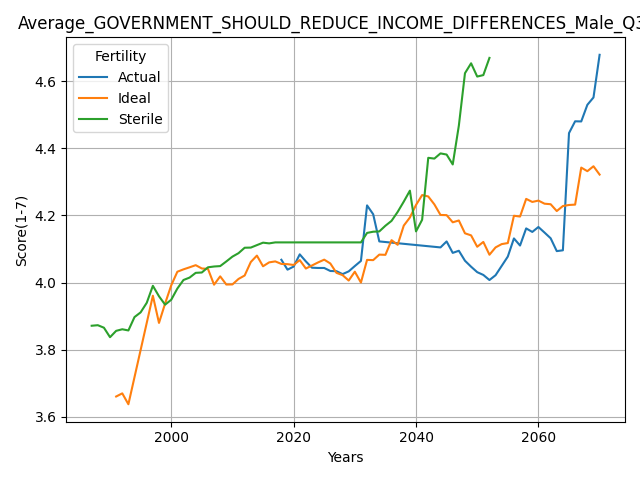 Average_GOVERNMENT_SHOULD_REDUCE_INCOME_DIFFERENCES_Male_Q3
Fertility
Actual
Ideal
Sterile
Score(1-7)
4.6
4.4
4.2
4.0
3.8
3.6
2000 2020 2040 2060
Years